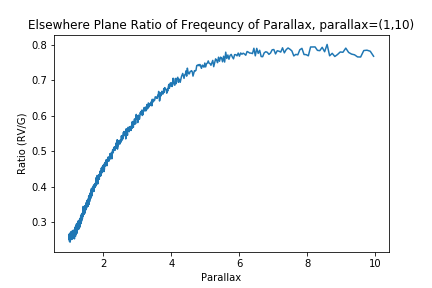 Elsewhere Plane Ratio of Freqeuncy of Parallax, parallax=(1,10)
0.8
0.7
0.6
0.5
0.4
0.3
Ratio (RV/G)
2 4 6 8 10
Parallax